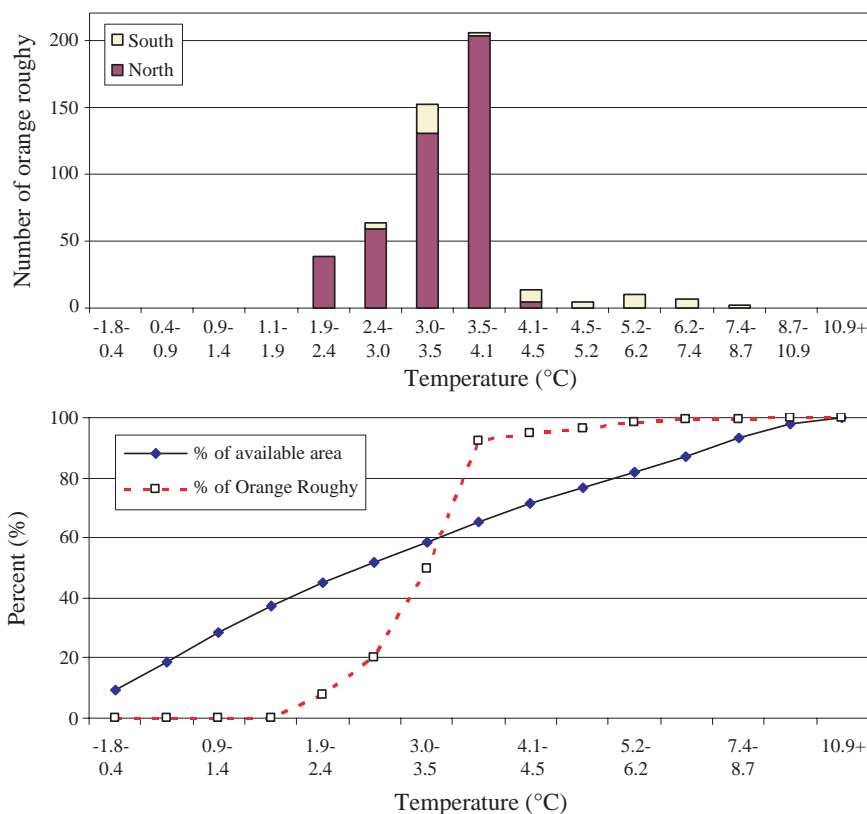 Number of orange roughy
200
150
100
50
0
South
North
-1.8- 0.4- 0.9- 1.1- 1.9- 2.4- 3.0- 3.5- 4.1- 4.5- 5.2- 6.2- 7.4- 8.7- 10.9+
0.4 0.9 1.4 1.9 2.4 3.0 3.5 4.1 4.5 5.2 6.2 7.4 8.7 10.9
Temperature (°C)
Percent (%)
100
80
60
40
20
0
% of available area
% of Orange Roughy
-1.8- 0.9- 1.9- 3.0- 4.1- 5.2- 7.4- 10.9+
0.4 1.4 2.4 3.5 4.5 6.2 8.7
Temperature (°C)